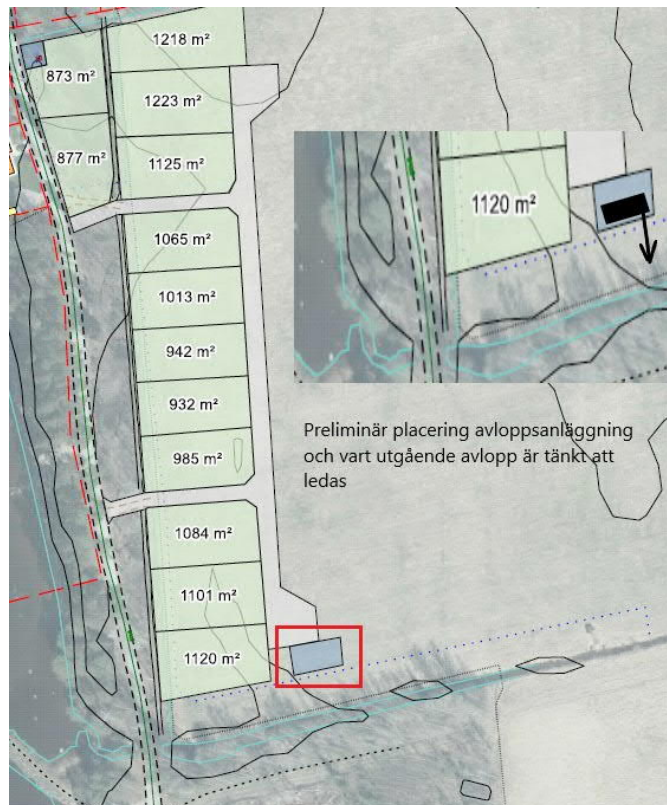 1218 m²
873 m²
1223 m²
877 m²
1125 m²
1120 m²
1065 m²
1013 m²
942 m²
932 m²
985 m²
Preliminär placering avloppsanläggning
och vart utgående avlopp är tänkt att
ledas
1084 m²
1101 m²
1120 m²